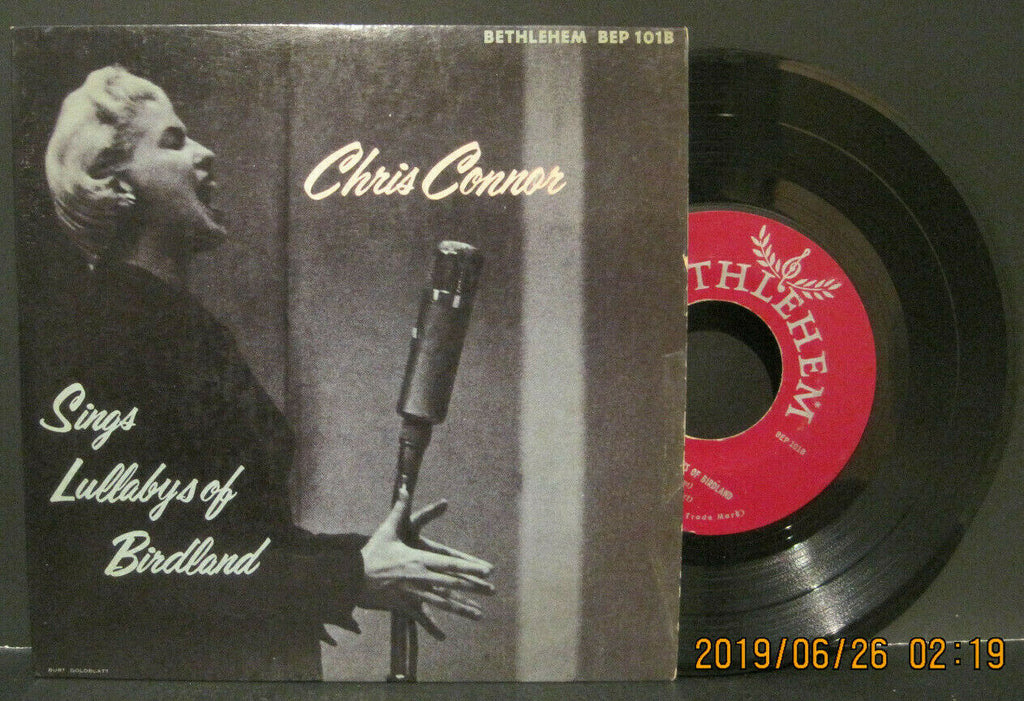 BETHLEHEM BEP 101B
Chris Connor
Sings
Lullabys of
Birdland
BURT GOLDBLATT
THLEHEM
BEP 101B
OF BIRDLAND
Trade Mark)
2019/06/26 02:19